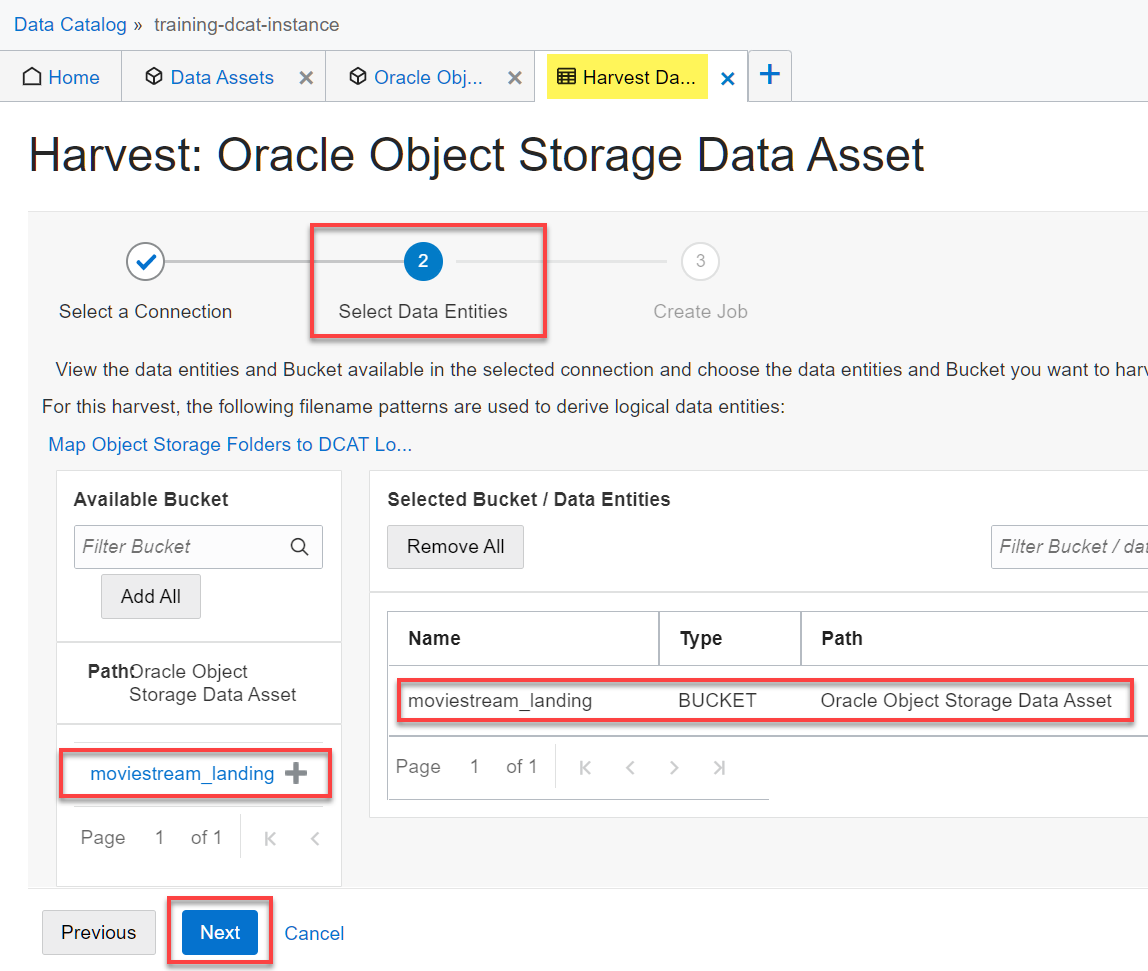 Data Catalog » training-dcat-instance
Home Data Assets Oracle Obj... Harvest Da...
Harvest: Oracle Object Storage Data Asset
2 3
Select a Connection Select Data Entities Create Job
View the data entities and Bucket available in the selected connection and choose the data entities and Bucket you want to har
For this harvest, the following filename patterns are used to derive logical data entities:
Map Object Storage Folders to DCAT Lo...
Available Bucket
Filter Bucket
Add All
Path: Oracle Object
Storage Data Asset
moviestream_landing
Page 1 of 1
Selected Bucket / Data Entities
Remove All Filter Bucket / da
Name Type Path
moviestream_landing BUCKET Oracle Object Storage Data Asset
Page 1 of 1
Previous Next Cancel